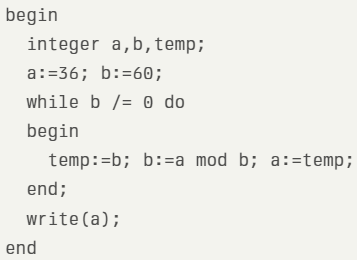 begin
  integer a,b,temp;
  a:=36; b:=60;
  while b /= 0 do
  begin
    temp:=b; b:=a mod b; a:=temp;
  end;
  write(a);
end